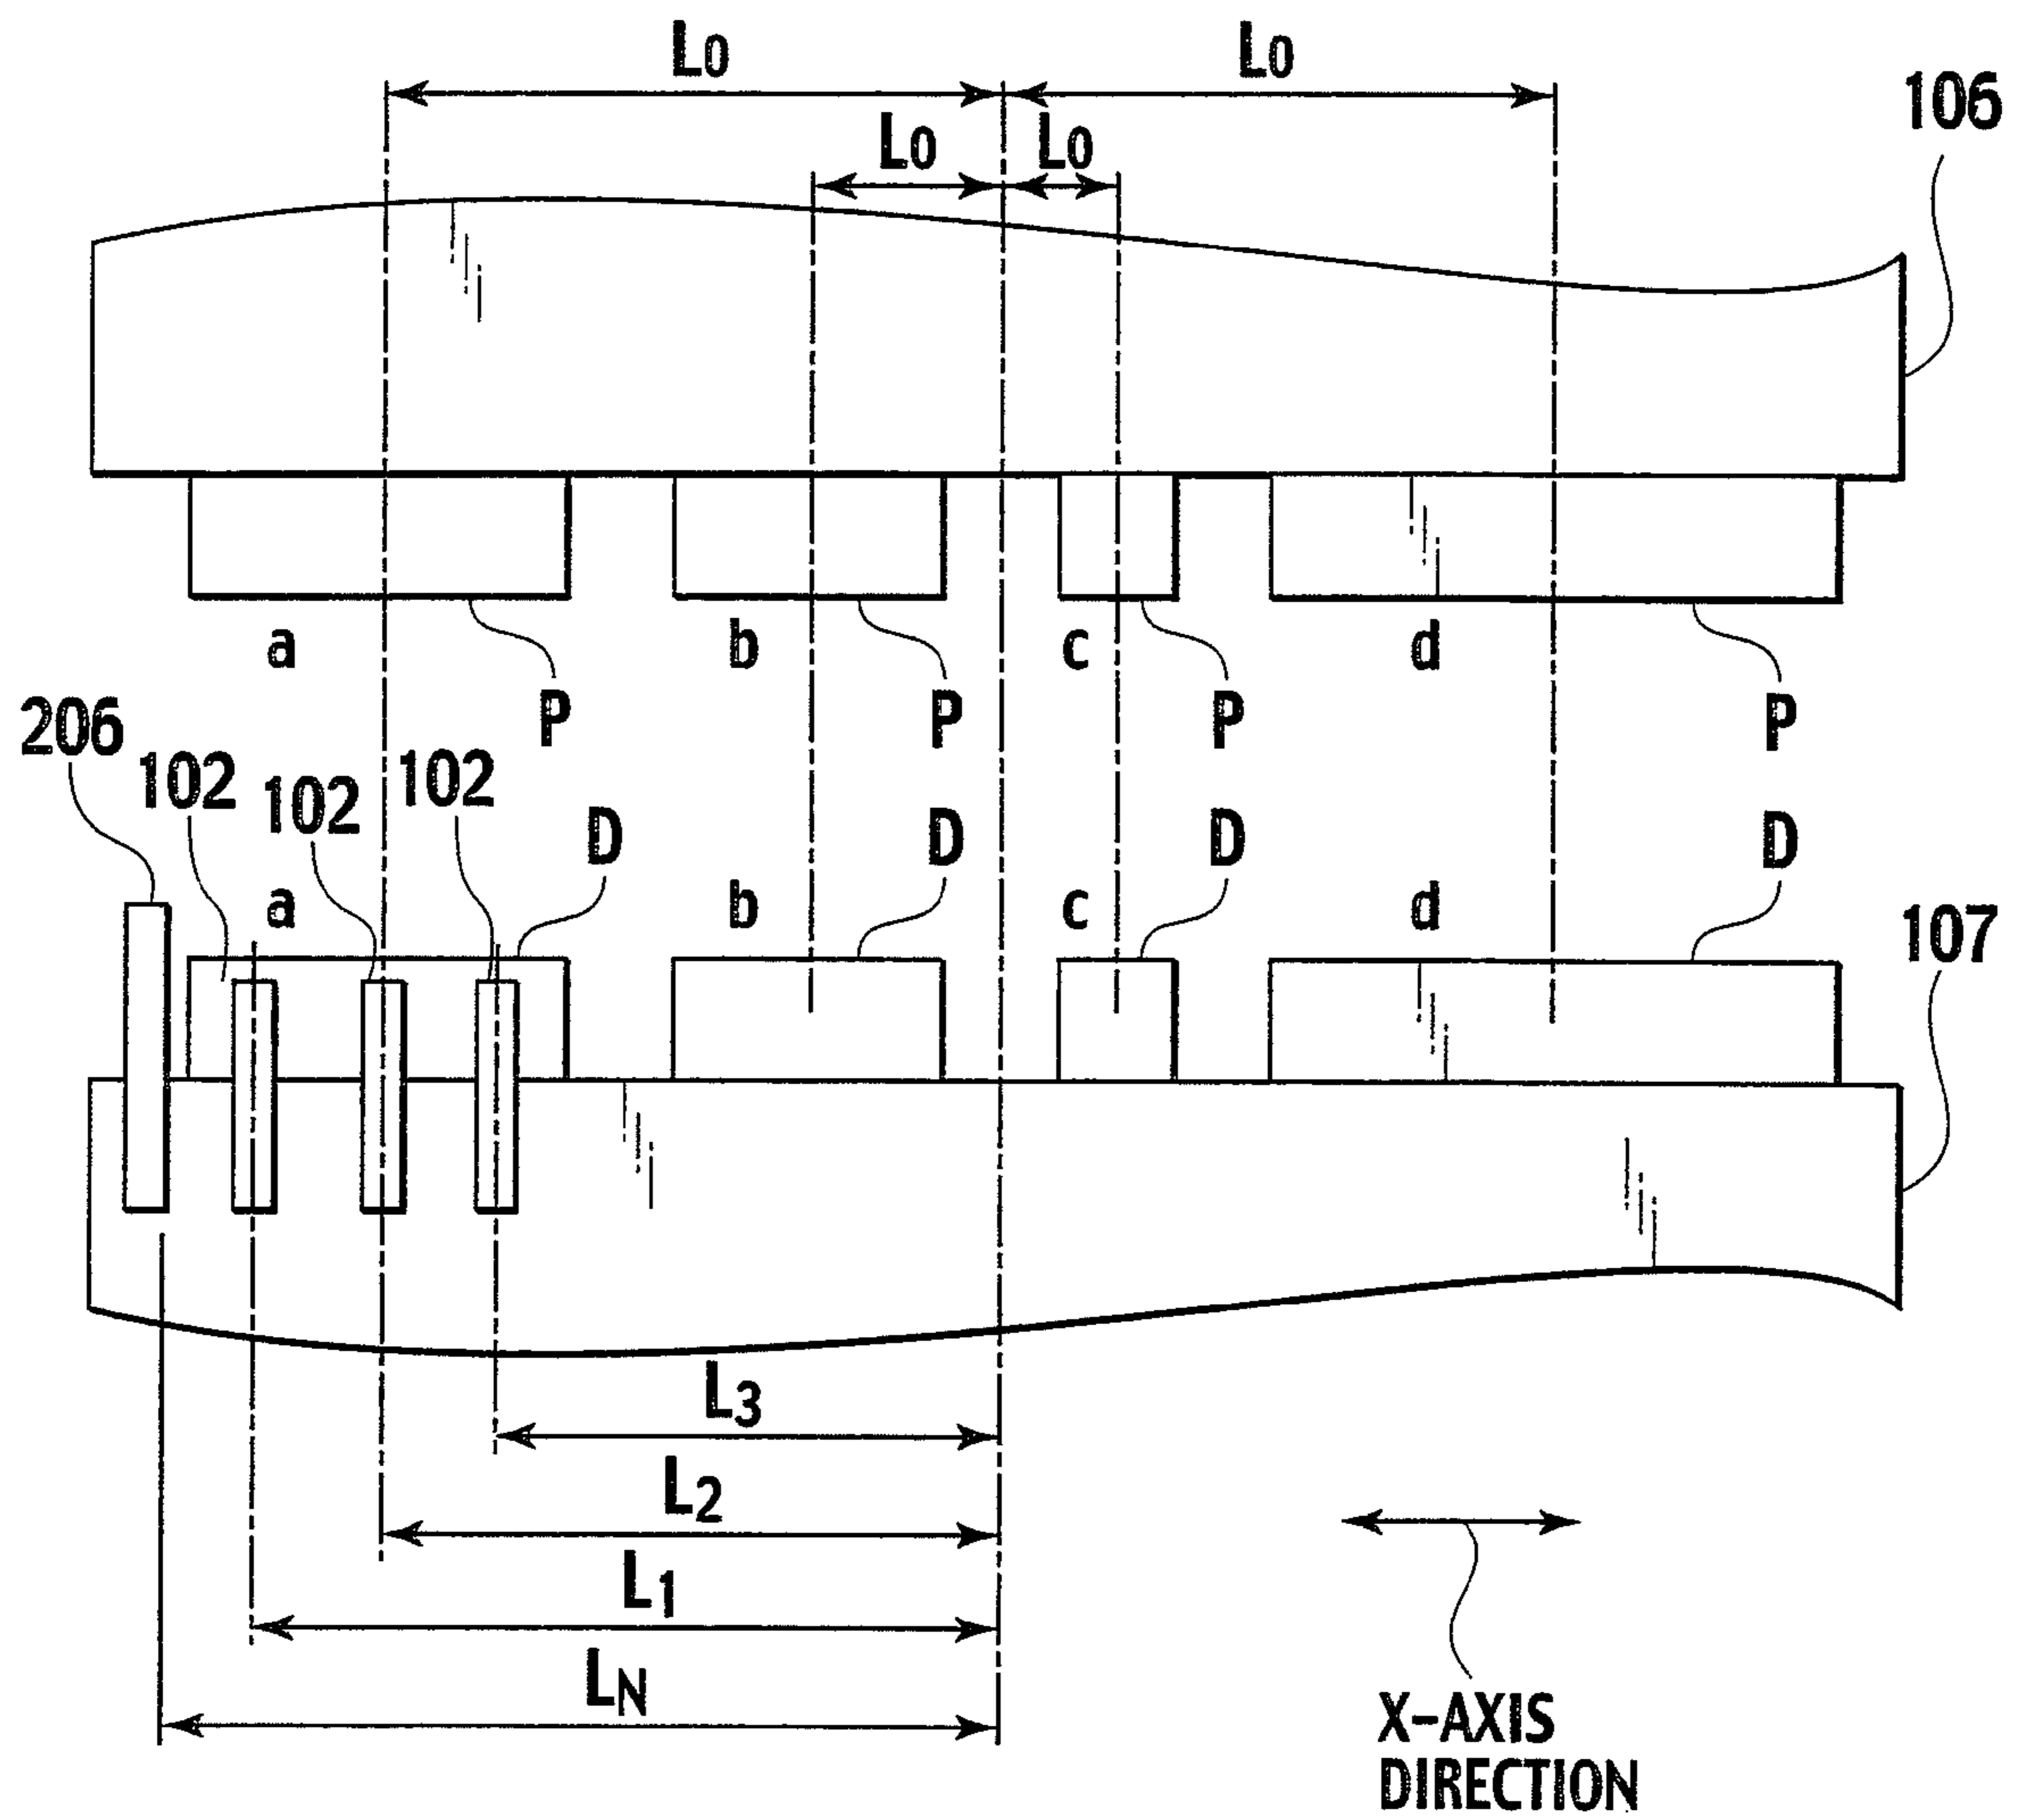 L0 L0
106
L0 L0
a b c d
P P P P
206
102 102 102 D D D D
a b c d
107
L3
L2
L1
LN
X-AXIS
DIRECTION